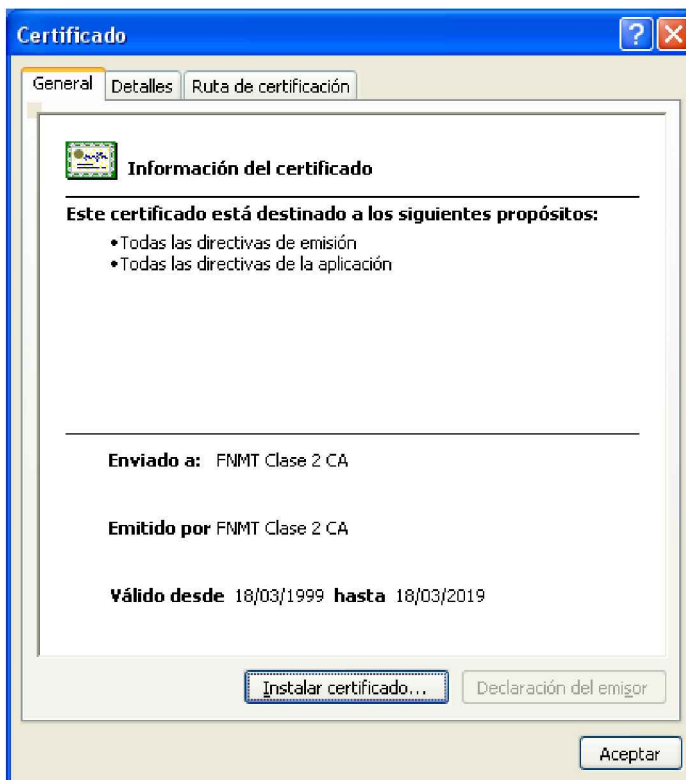 Certificado
General Detalles Ruta de certificación
Información del certificado
Este certificado está destinado a los siguientes propósitos:
•Todas las directivas de emisión
•Todas las directivas de la aplicación
Enviado a: FNMT Clase 2 CA
Emitido por FNMT Clase 2 CA
Válido desde 18/03/1999 hasta 18/03/2019
Instalar certificado... Declaración del emisor
Aceptar